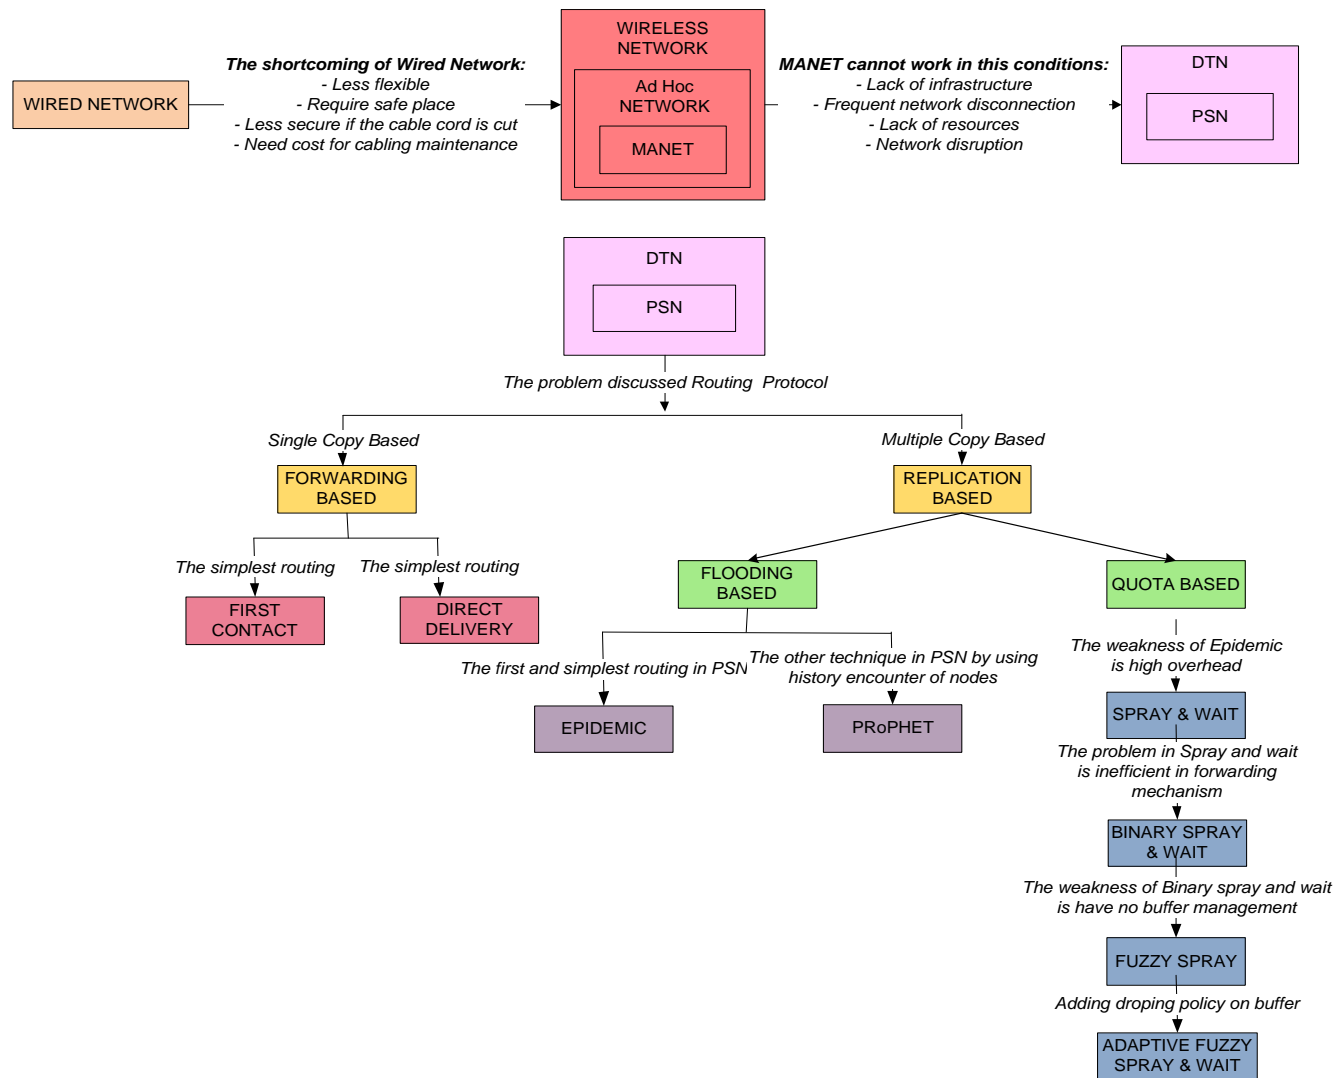 WIRED NETWORK
The shortcoming of Wired Network:
- Less flexible
- Require safe place
- Less secure if the cable cord is cut
- Need cost for cabling maintenance
WIRELESS
NETWORK
Ad Hoc
NETWORK
MANET
MANET cannot work in this conditions:
- Lack of infrastructure
- Frequent network disconnection
- Lack of resources
- Network disruption
DTN
PSN
DTN
PSN
The problem discussed Routing Protocol
Single Copy Based
Multiple Copy Based
FORWARDING
BASED
REPLICATION
BASED
The simplest routing
The simplest routing
FIRST
CONTACT
DIRECT
DELIVERY
FLOODING
BASED
QUOTA BASED
The first and simplest routing in PSN
The other technique in PSN by using
history encounter of nodes
EPIDEMIC
PRoPHET
The weakness of Epidemic
is high overhead
SPRAY & WAIT
The problem in Spray and wait
is inefficient in forwarding
mechanism
BINARY SPRAY
& WAIT
The weakness of Binary spray and wait
is have no buffer management
FUZZY SPRAY
Adding droping policy on buffer
ADAPTIVE FUZZY
SPRAY & WAIT